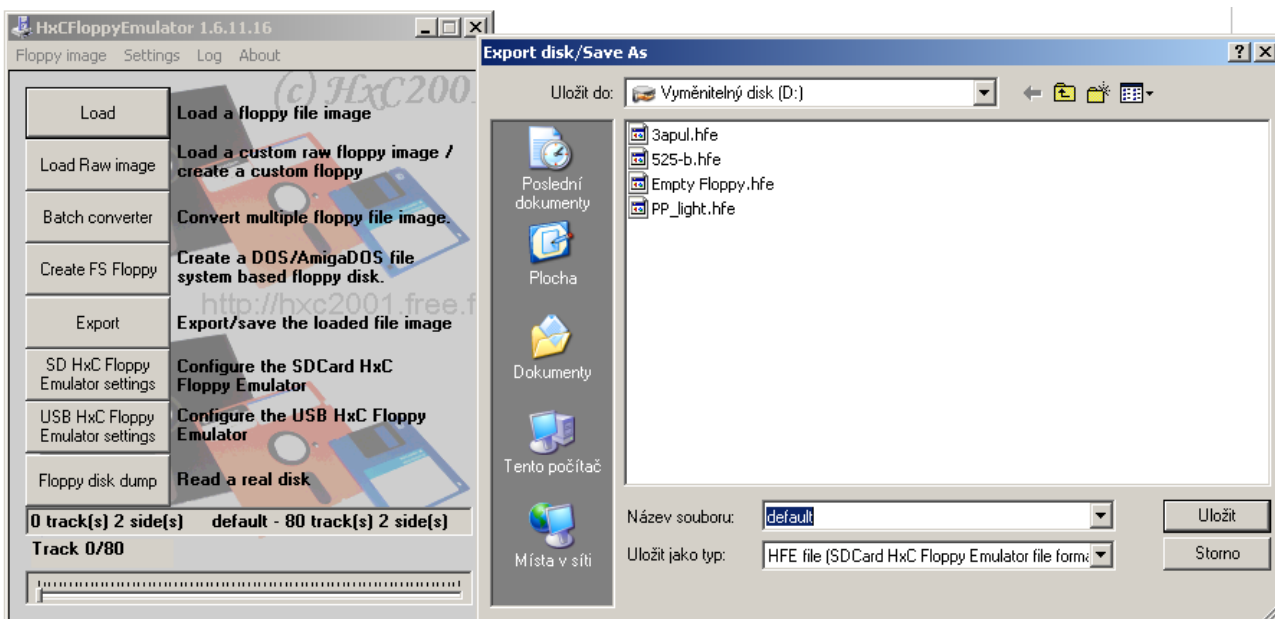 HxCFloppyEmulator 1.6.11.16
Floppy image Settings Log About
(c) HxC200
Load
Load a floppy file image
Load Raw image
Load a custom raw floppy image /
create a custom floppy
Batch converter
Convert multiple floppy file image.
Create FS Floppy
Create a DOS/AmigaDOS file
system based floppy disk.
http://hxc2001.free.f
Export
Export/save the loaded file image
SD HxC Floppy
Emulator settings
Configure the SDCard HxC
Floppy Emulator
USB HxC Floppy
Emulator settings
Configure the USB HxC Floppy
Emulator
Floppy disk dump
Read a real disk
0 track(s) 2 side(s) default - 80 track(s) 2 side(s)
Track 0/80
Export disk/Save As
Uložit do:
Vyměnitelný disk (D:)
Poslední
dokumenty
Plocha
Dokumenty
Tento počítač
Místa v síti
3apul.hfe
525-b.hfe
Empty Floppy.hfe
PP_light.hfe
Název souboru:
default
Uložit
Uložit jako typ:
HFE file (SDCard HxC Floppy Emulator file forma
Storno